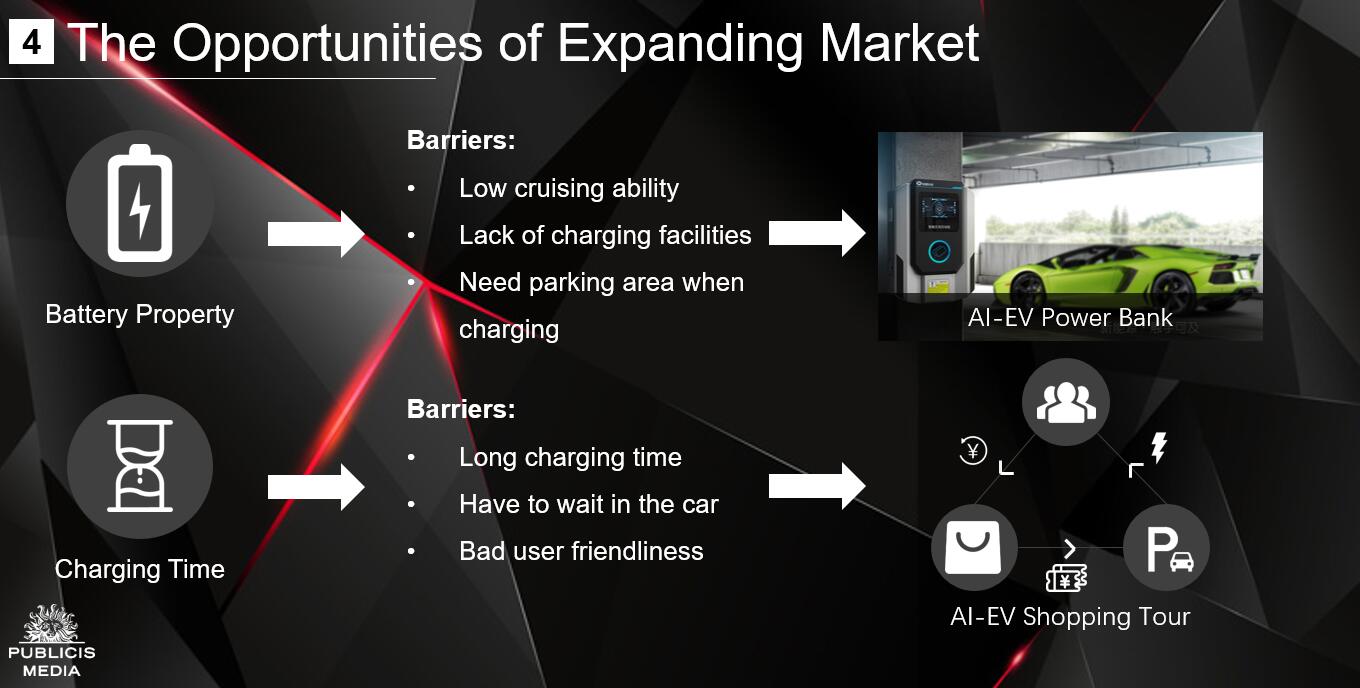 4 The Opportunities of Expanding Market
Barriers:
• Low cruising ability
• Lack of charging facilities
• Need parking area when
charging
Battery Property
AI-EV Power Bank
Barriers:
• Long charging time
• Have to wait in the car
• Bad user friendliness
Charging Time
¥
P
¥
AI-EV Shopping Tour
PUBLICIS
MEDIA